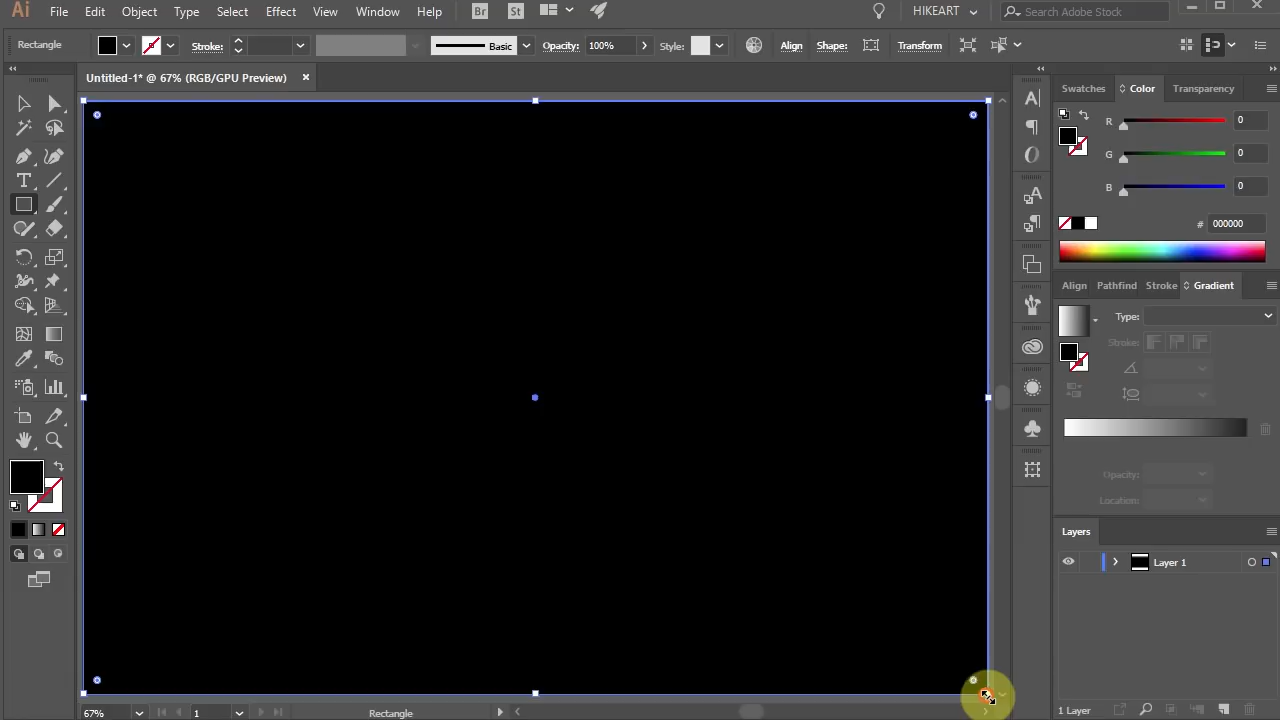 Ai File Edit Object Type Select Effect View Window Help Br St HIKEART Search Adobe Stock
Rectangle Stroke: Basic Opacity: 100% Style: Align Shape: Transform
Untitled-1* @ 67% (RGB/GPU Preview) ×
Swatches Color Transparency
R 0
G 0
B 0
# 000000
Align Pathfind Stroke Gradient
Type:
Stroke:
Opacity:
Location:
Layers
Layer 1
1 Layer
67% 1 Rectangle